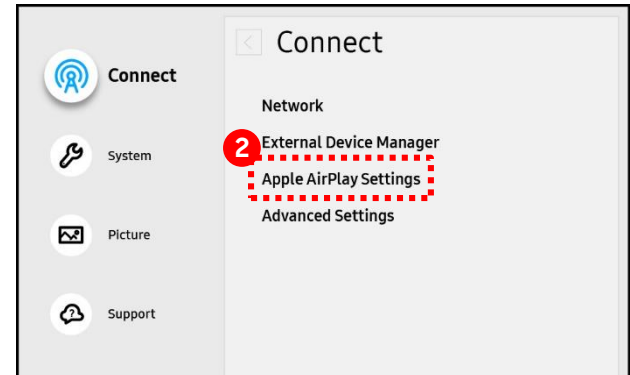 Connect
System
Picture
Support
Connect
Network
2
External Device Manager
Apple AirPlay Settings
Advanced Settings